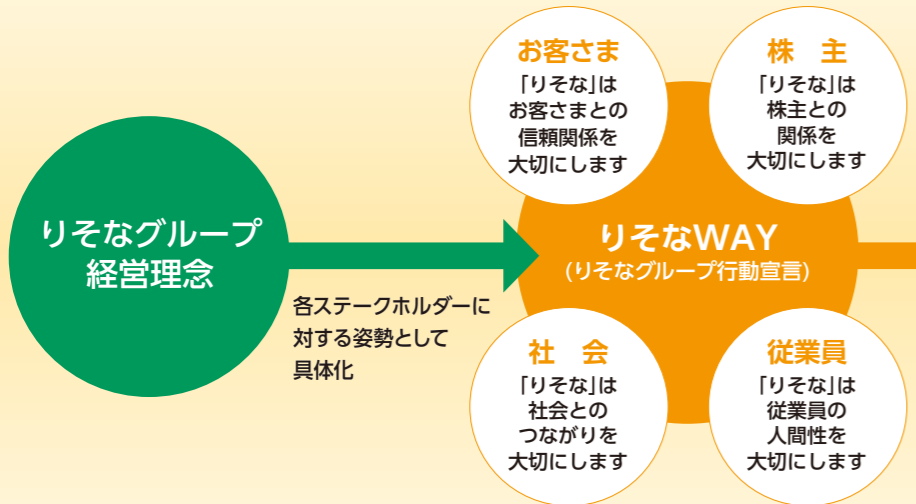 りそなグループ
経営理念
各ステークホルダーに
対する姿勢として
具体化
お客さま
「りそな」は
お客さまとの
信頼関係を
大切にします
株 主
「りそな」は
株主との
関係を
大切にします
りそなWAY
(りそなグループ行動宣言)
社 会
「りそな」は
社会との
つながりを
大切にします
従業員
「りそな」は
従業員の
人間性を
大切にします